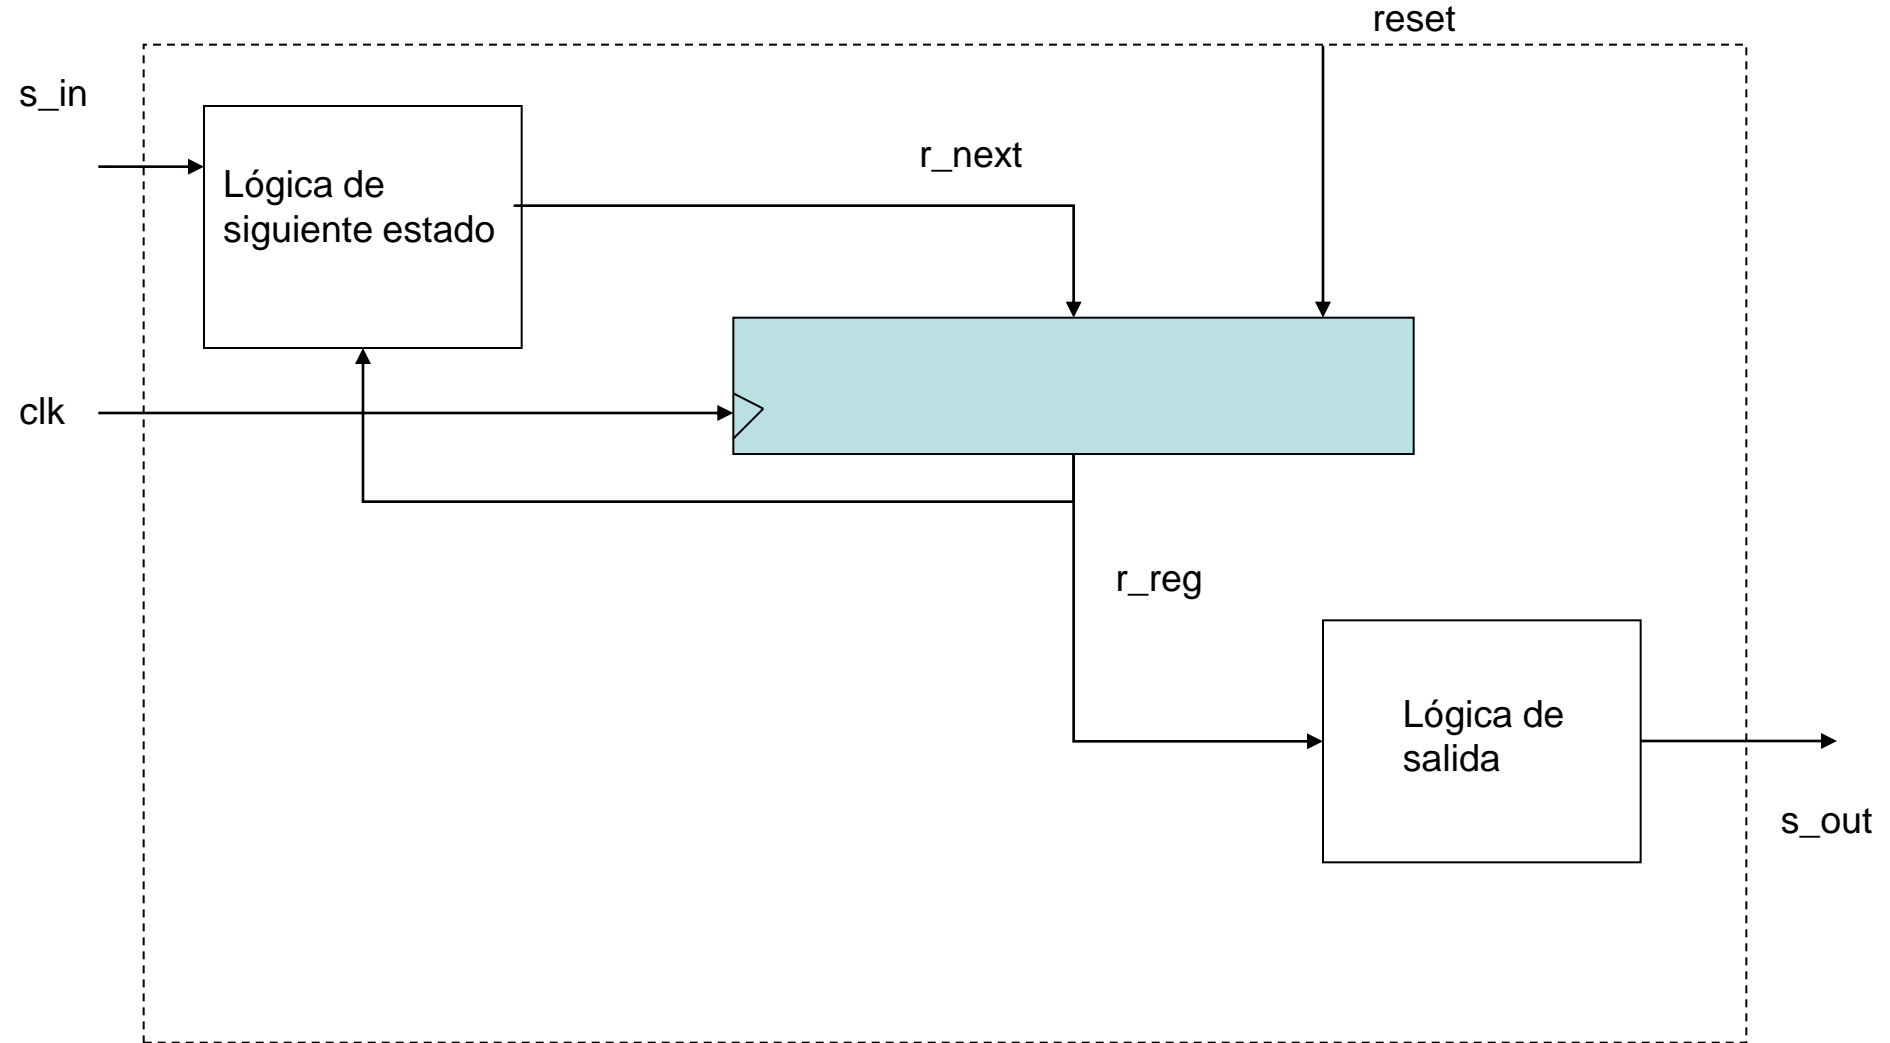 reset
s_in
r_next
Lógica de
siguiente estado
clk
r_reg
Lógica de
salida
s_out